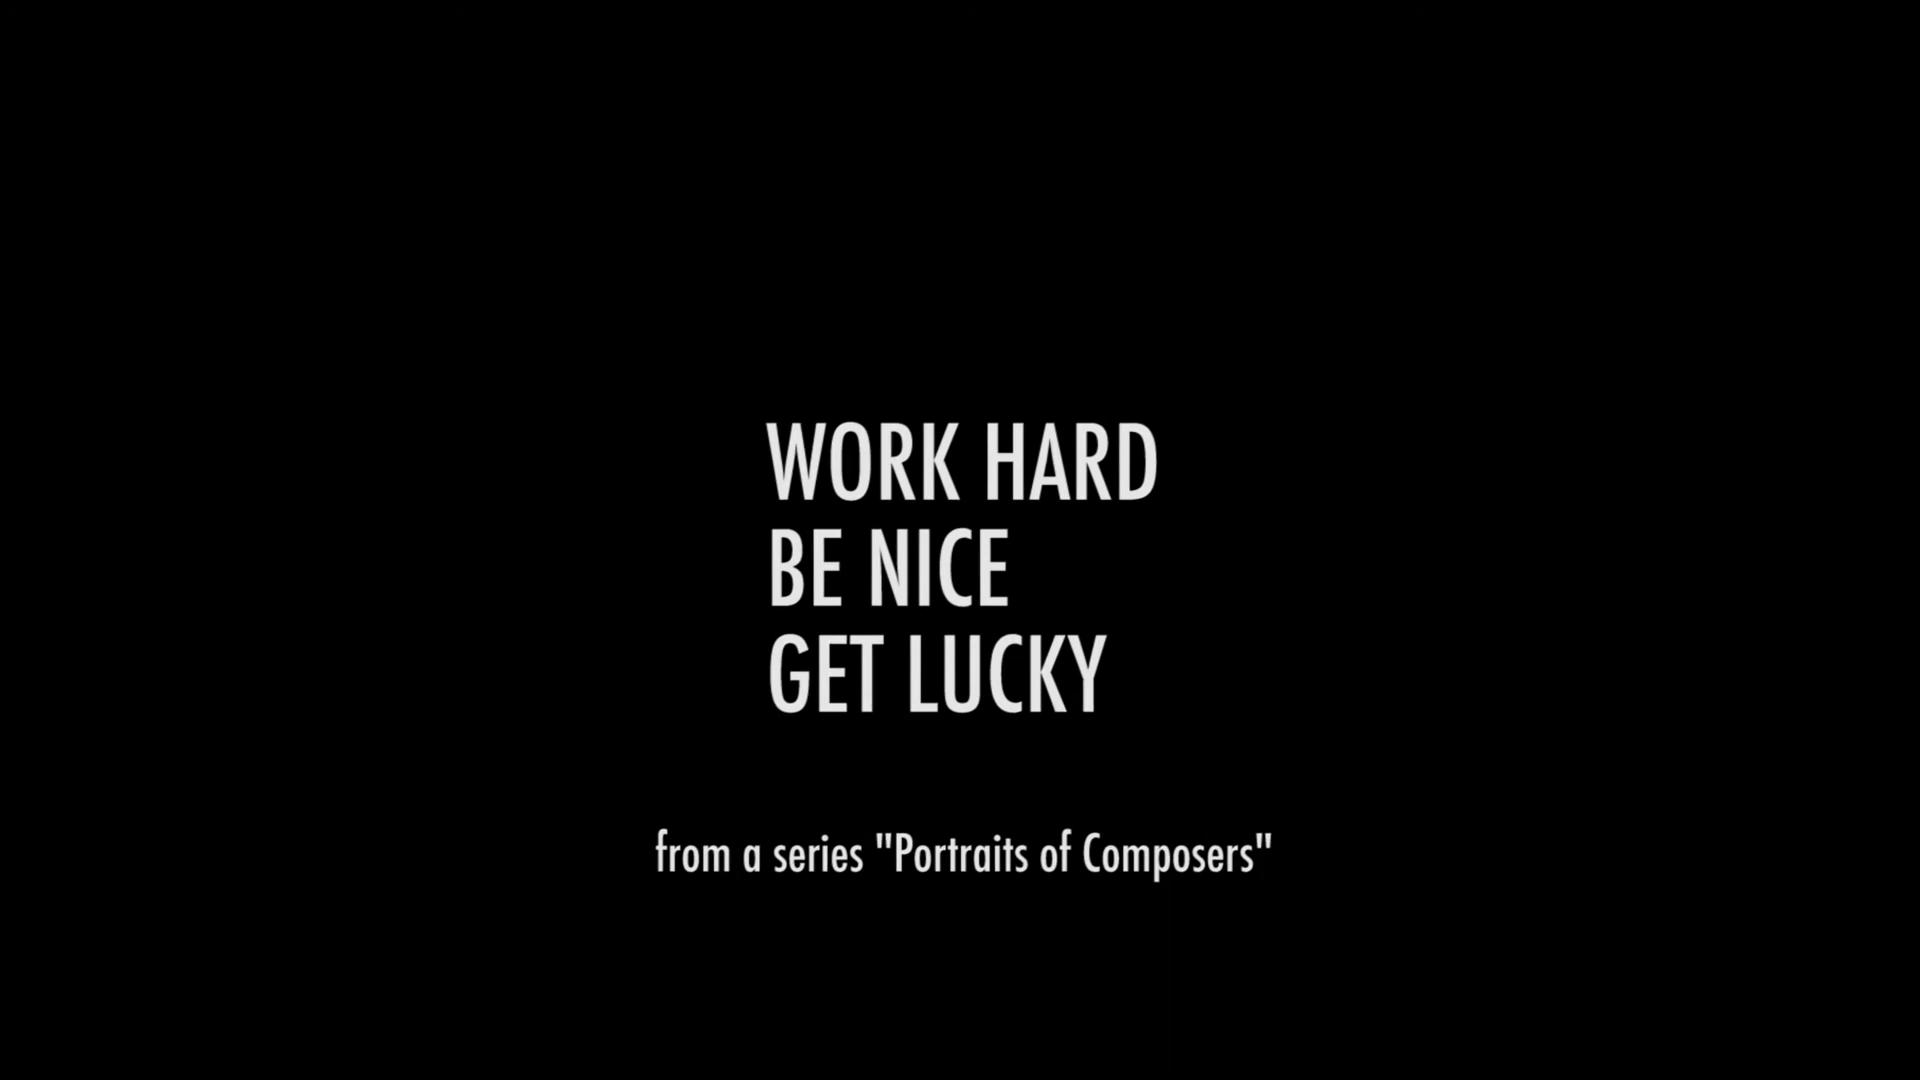 WORK HARD
BE NICE
GET LUCKY
from a series "Portraits of Composers"